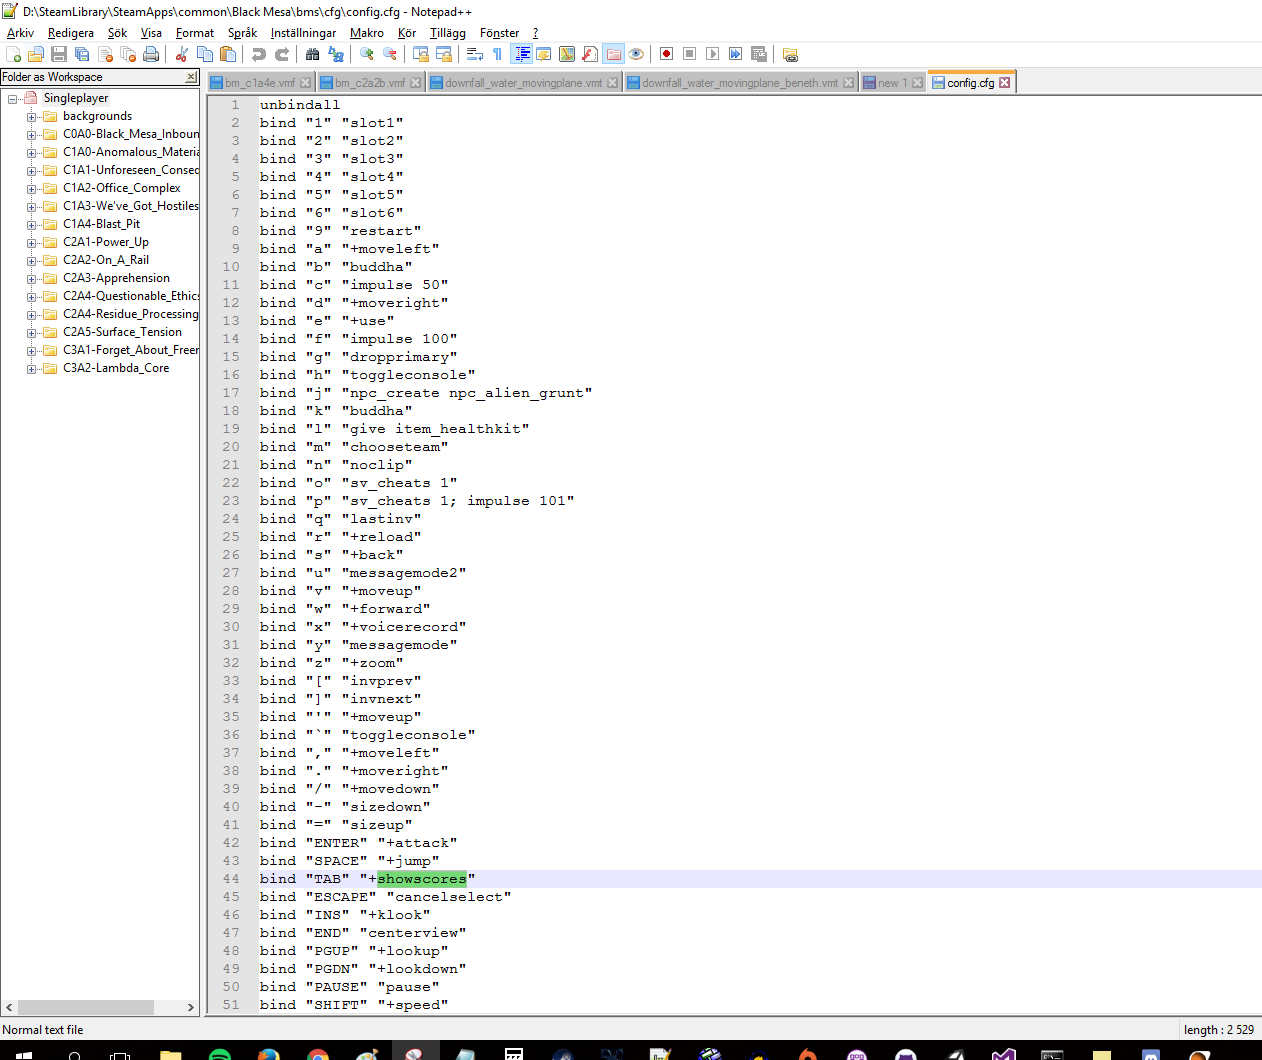 D:\SteamLibrary\SteamApps\common\Black Mesa\bms\cfg\config.cfg - Notepad++
Arkiv Redigera Sök Visa Format Språk Inställningar Makro Kör Tillägg Fönster ?
Folder as Workspace
bm_c1a4e.vmf bm_c2a2b.vmf downfall_water_movingplane.vmt downfall_water_movingplane_beneth.vmt new 1 config.cfg
Singleplayer
backgrounds
C0A0-Black_Mesa_Inboun
C1A0-Anomalous_Materia
C1A1-Unforeseen_Conseq
C1A2-Office_Complex
C1A3-We've_Got_Hostiles
C1A4-Blast_Pit
C2A1-Power_Up
C2A2-On_A_Rail
C2A3-Apprehension
C2A4-Questionable_Ethics
C2A4-Residue_Processing
C2A5-Surface_Tension
C3A1-Forget_About_Freer
C3A2-Lambda_Core
1 unbindall
2 bind "1" "slot1"
3 bind "2" "slot2"
4 bind "3" "slot3"
5 bind "4" "slot4"
6 bind "5" "slot5"
7 bind "6" "slot6"
8 bind "9" "restart"
9 bind "a" "+moveleft"
10 bind "b" "buddha"
11 bind "c" "impulse 50"
12 bind "d" "+moveright"
13 bind "e" "+use"
14 bind "f" "impulse 100"
15 bind "g" "dropprimary"
16 bind "h" "toggleconsole"
17 bind "j" "npc_create npc_alien_grunt"
18 bind "k" "buddha"
19 bind "l" "give item_healthkit"
20 bind "m" "chooseteam"
21 bind "n" "noclip"
22 bind "o" "sv_cheats 1"
23 bind "p" "sv_cheats 1; impulse 101"
24 bind "q" "lastinv"
25 bind "r" "+reload"
26 bind "s" "+back"
27 bind "u" "messagemode2"
28 bind "v" "+moveup"
29 bind "w" "+forward"
30 bind "x" "+voicerecord"
31 bind "y" "messagemode"
32 bind "z" "+zoom"
33 bind "[" "invprev"
34 bind "]" "invnext"
35 bind "'" "+moveup"
36 bind "`" "toggleconsole"
37 bind "," "+moveleft"
38 bind "." "+moveright"
39 bind "/" "+movedown"
40 bind "-" "sizedown"
41 bind "=" "sizeup"
42 bind "ENTER" "+attack"
43 bind "SPACE" "+jump"
44 bind "TAB" "+showscores"
45 bind "ESCAPE" "cancelselect"
46 bind "INS" "+klook"
47 bind "END" "centerview"
48 bind "PGUP" "+lookup"
49 bind "PGDN" "+lookdown"
50 bind "PAUSE" "pause"
51 bind "SHIFT" "+speed"
Normal text file
length : 2 529